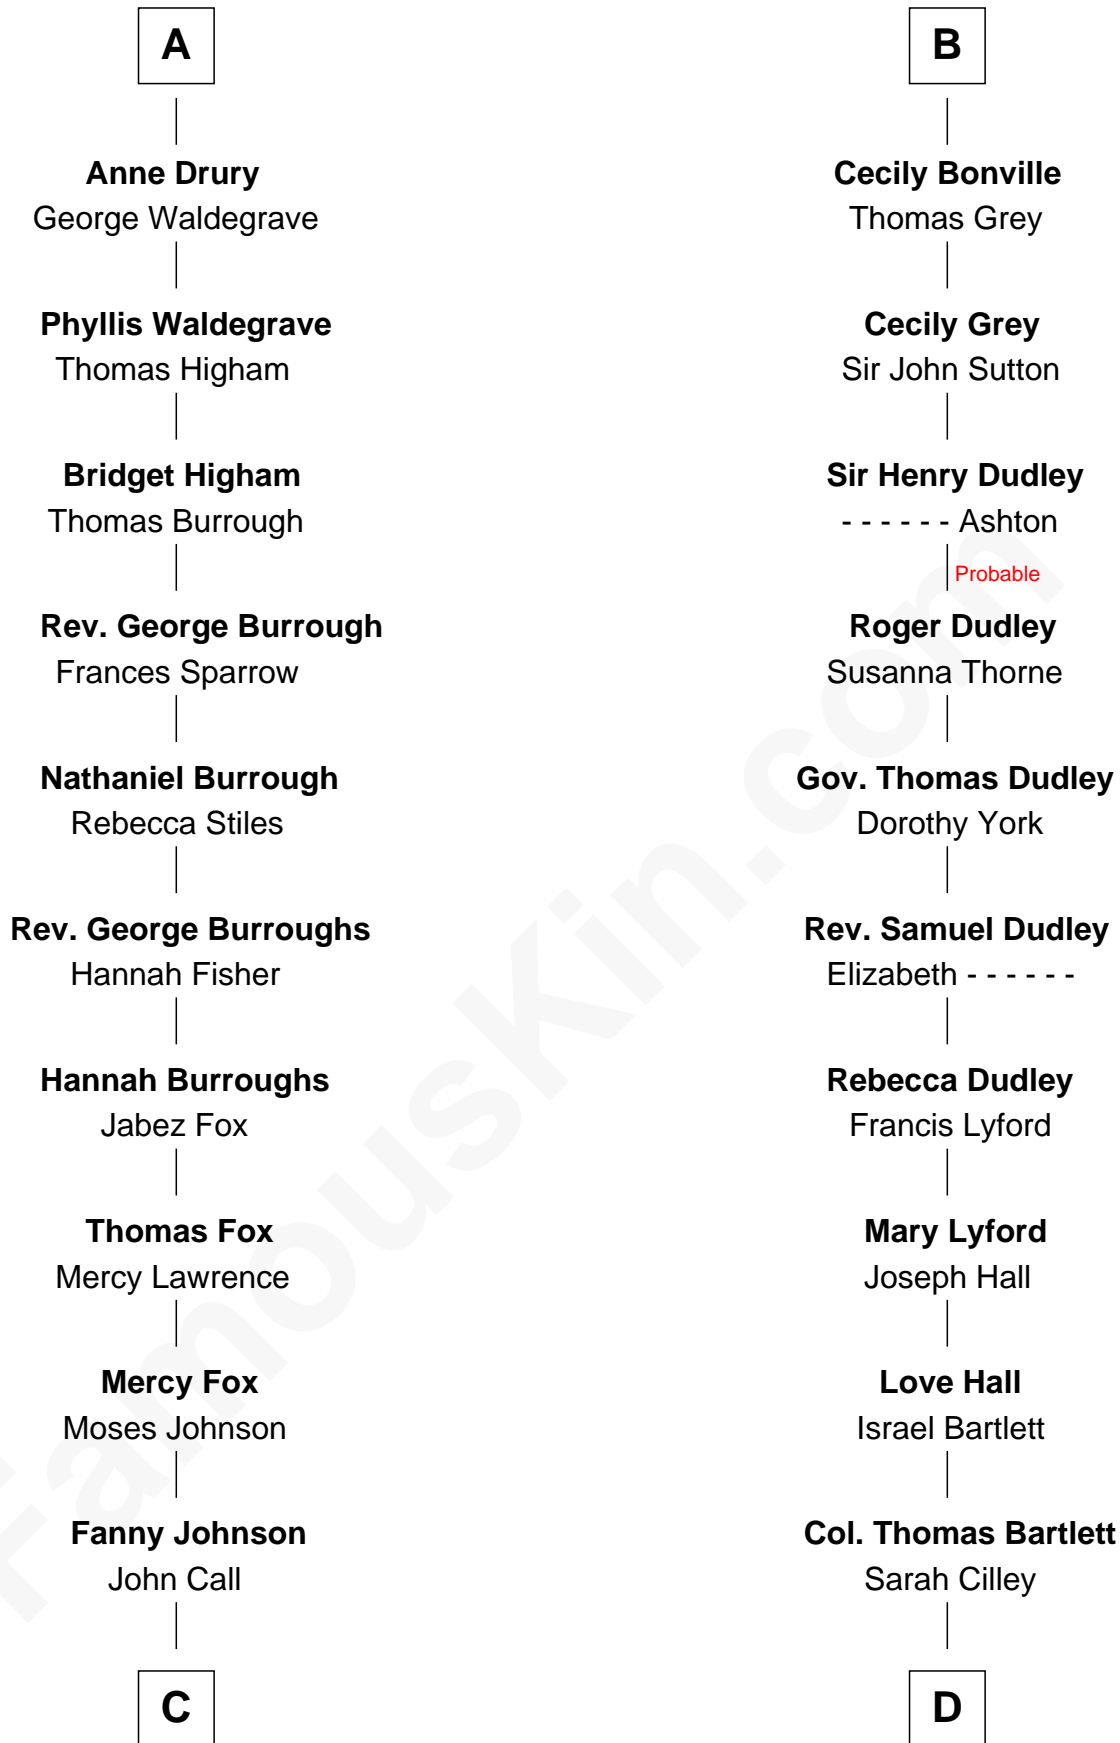 A
Anne Drury
George Waldegrave
Phyllis Waldegrave
Thomas Higham
Bridget Higham
Thomas Burrough
Rev. George Burrough
Frances Sparrow
Nathaniel Burrough
Rebecca Stiles
Rev. George Burroughs
Hannah Fisher
Hannah Burroughs
Jabez Fox
Thomas Fox
Mercy Lawrence
Mercy Fox
Moses Johnson
Fanny Johnson
John Call
C
B
Cecily Bonville
Thomas Grey
Cecily Grey
Sir John Sutton
Sir Henry Dudley
- - - - - - Ashton
Probable
Roger Dudley
Susanna Thorne
Gov. Thomas Dudley
Dorothy York
Rev. Samuel Dudley
Elizabeth - - - - - -
Rebecca Dudley
Francis Lyford
Mary Lyford
Joseph Hall
Love Hall
Israel Bartlett
Col. Thomas Bartlett
Sarah Cilley
D
FamousKin.com